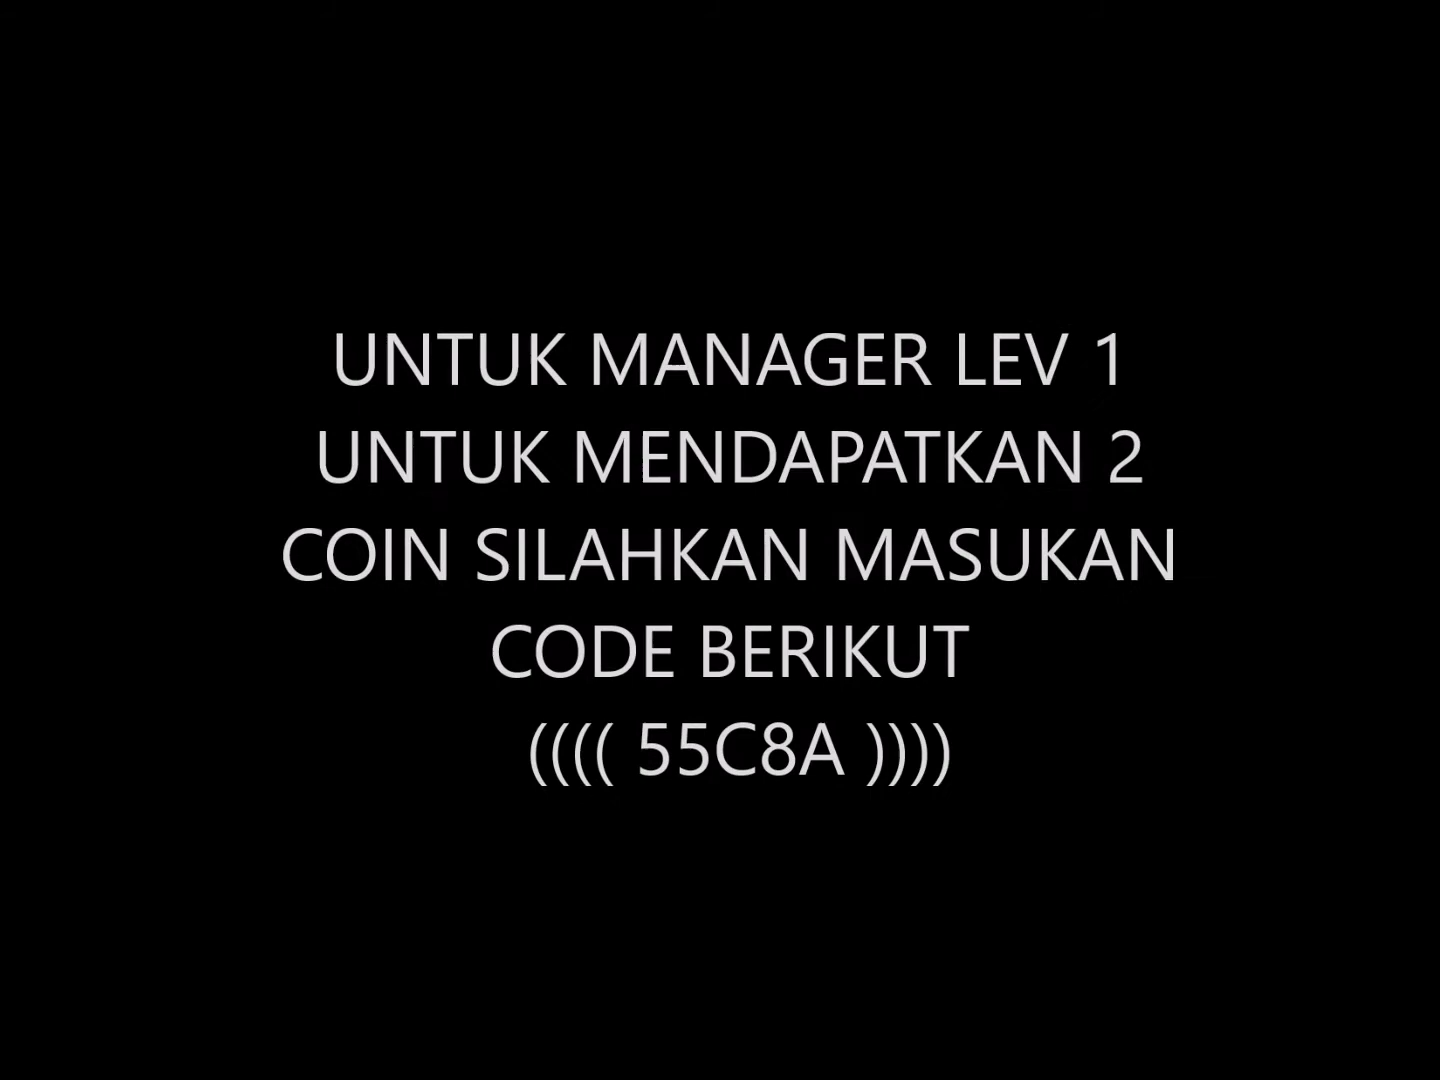 UNTUK MANAGER LEV 1
UNTUK MENDAPATKAN 2
COIN SILAHKAN MASUKAN
CODE BERIKUT
(((( 55C8A ))))